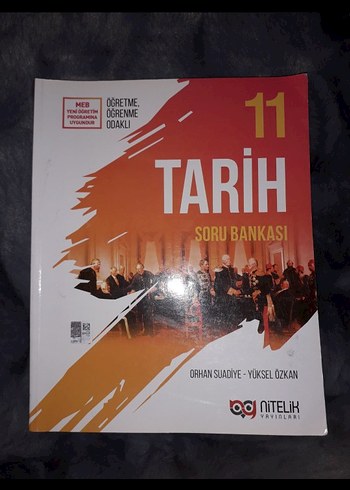 MEB
YENİ ÖĞRETİM
PROGRAMINA
UYGUNDUR
ÖĞRETME,
ÖĞRENME
ODAKLI
11
TARİH
SORU BANKASI
ORHAN SUADİYE - YÜKSEL ÖZKAN
NİTELİK
YAYINLARI